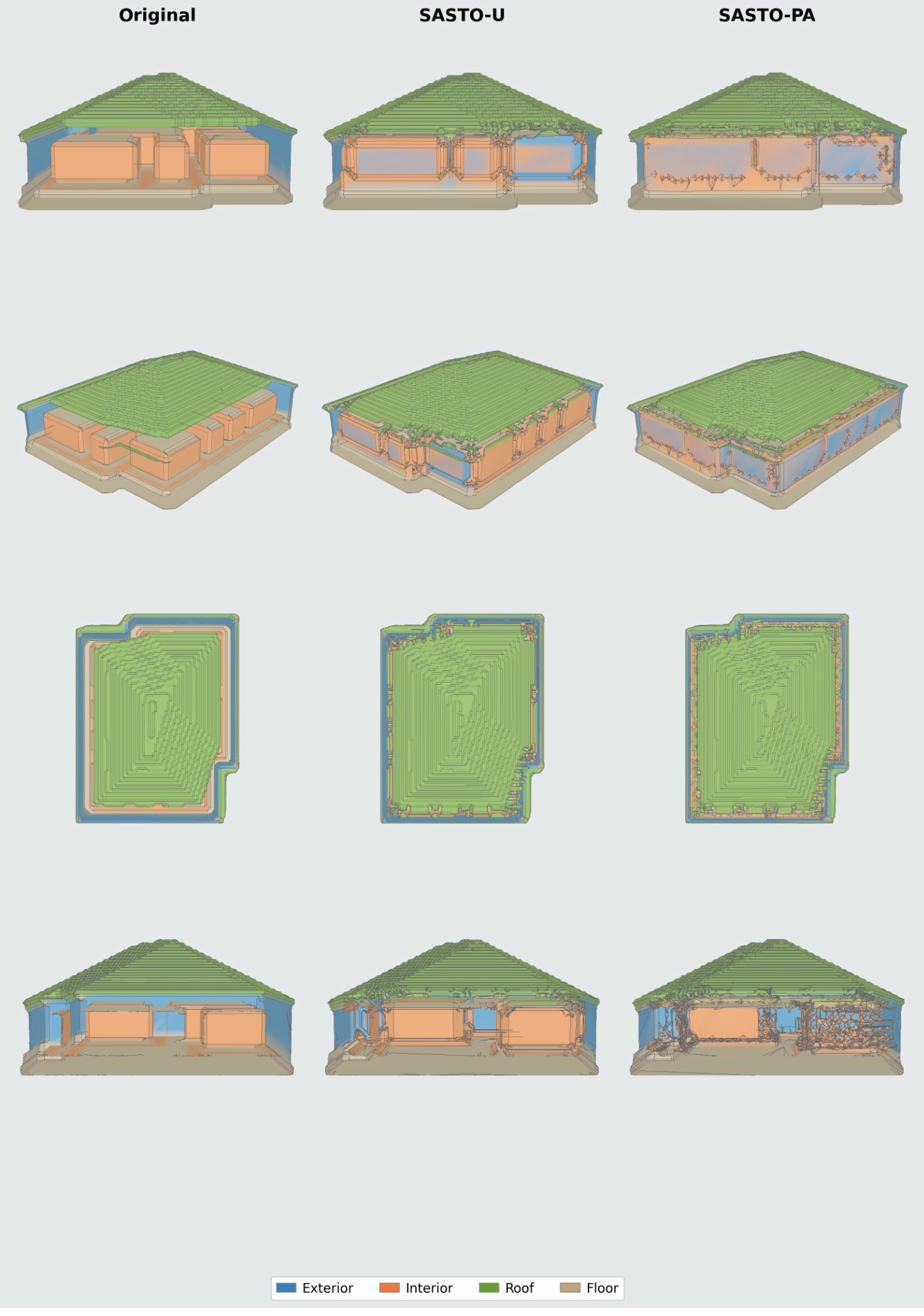 Original SASTO-U SASTO-PA
Exterior Interior Roof Floor